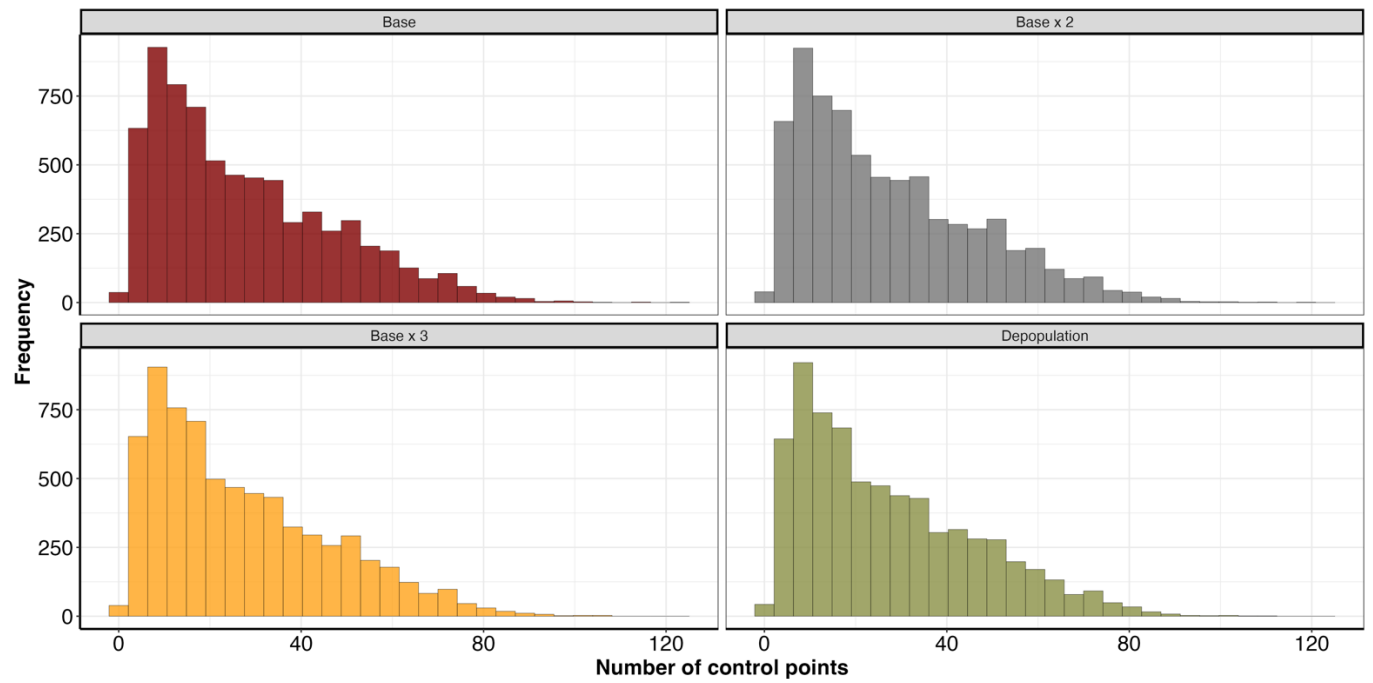 Base
Base x 2
750
500
250
0
Frequency
Base x 3
Depopulation
750
500
250
0
0 40 80 120 0 40 80 120
Number of control points